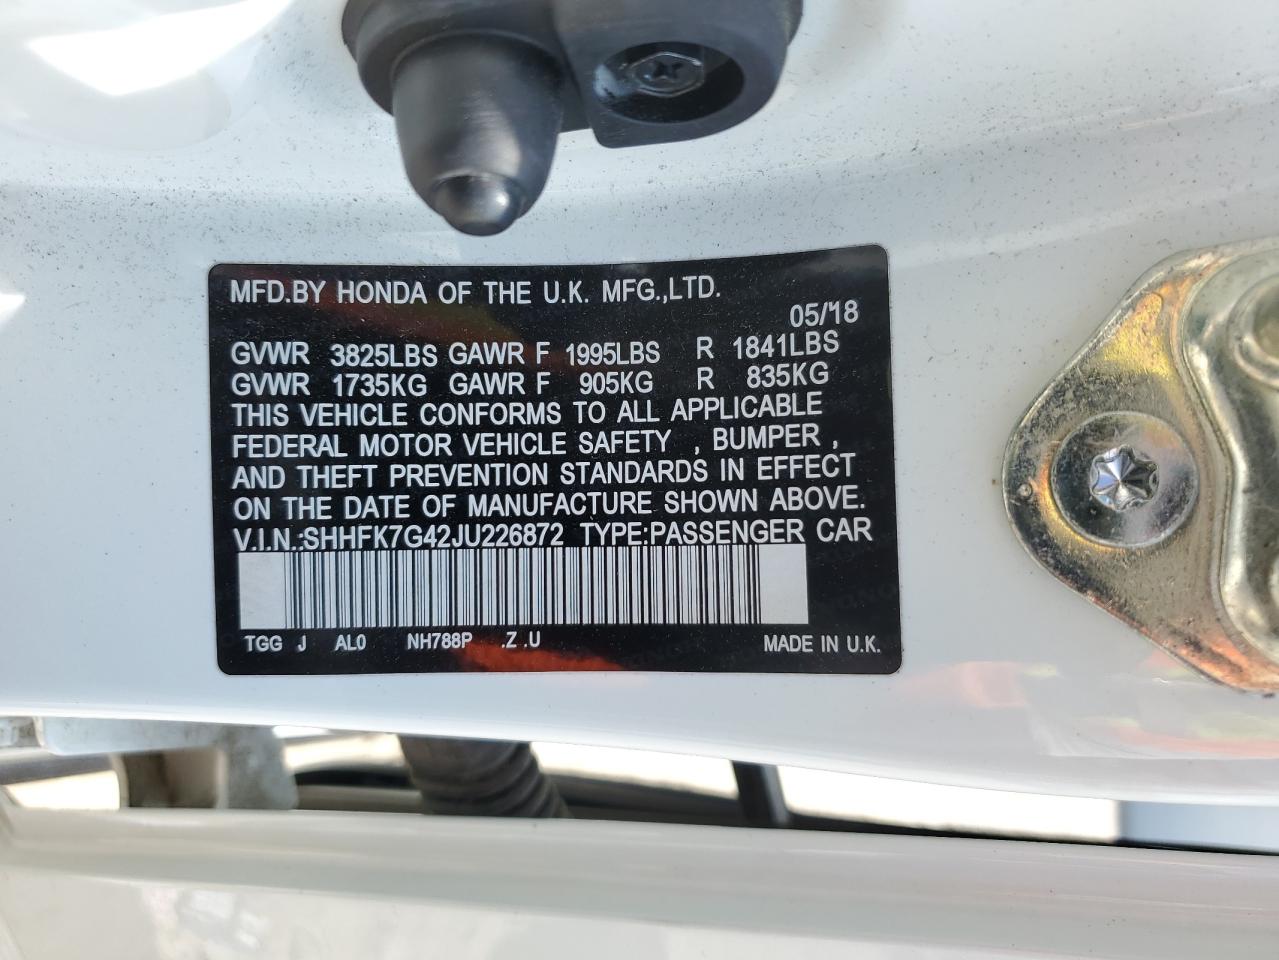 MFD.BY HONDA OF THE U.K. MFG.,LTD.
05/18
GVWR 3825LBS GAWR F 1995LBS R 1841LBS
GVWR 1735KG GAWR F 905KG R 835KG
THIS VEHICLE CONFORMS TO ALL APPLICABLE
FEDERAL MOTOR VEHICLE SAFETY , BUMPER ,
AND THEFT PREVENTION STANDARDS IN EFFECT
ON THE DATE OF MANUFACTURE SHOWN ABOVE.
V.I.N.:SHHFK7G42JU226872 TYPE:PASSENGER CAR
TGG J AL0 NH788P .Z .U MADE IN U.K.